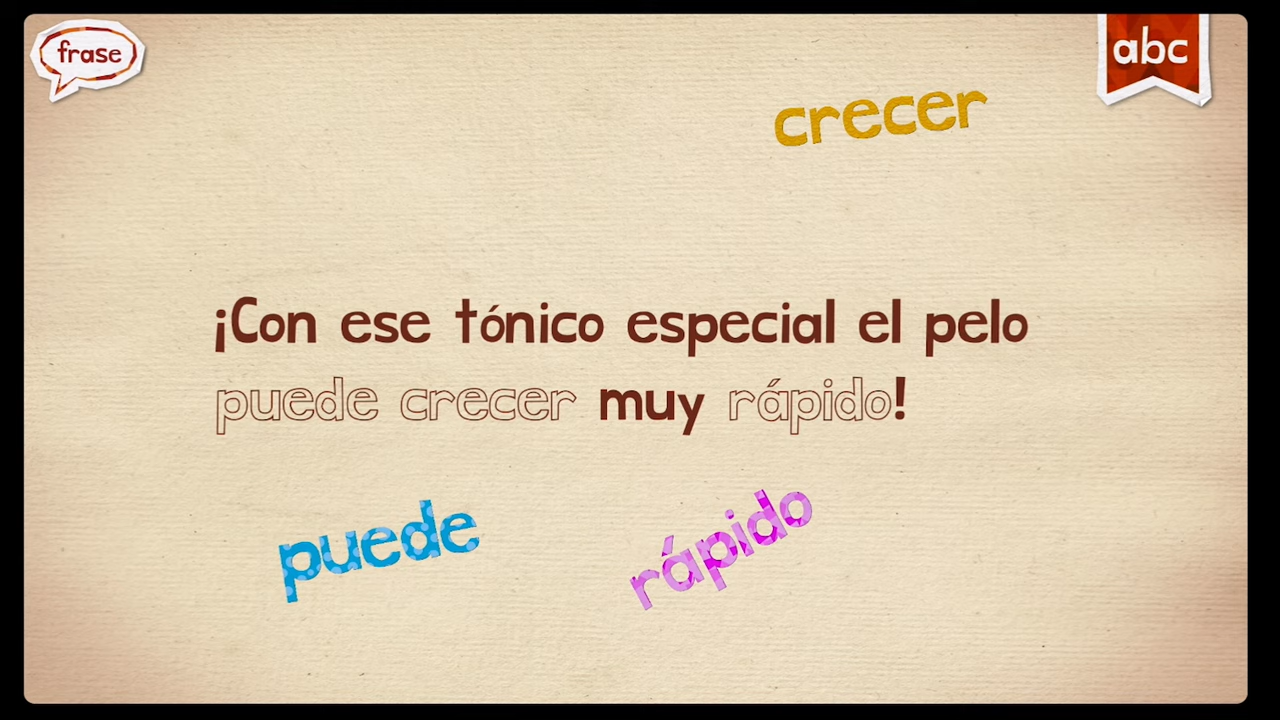 frase
abc
crecer
¡Con ese tónico especial el pelo
puede crecer muy rápido!
puede
rápido